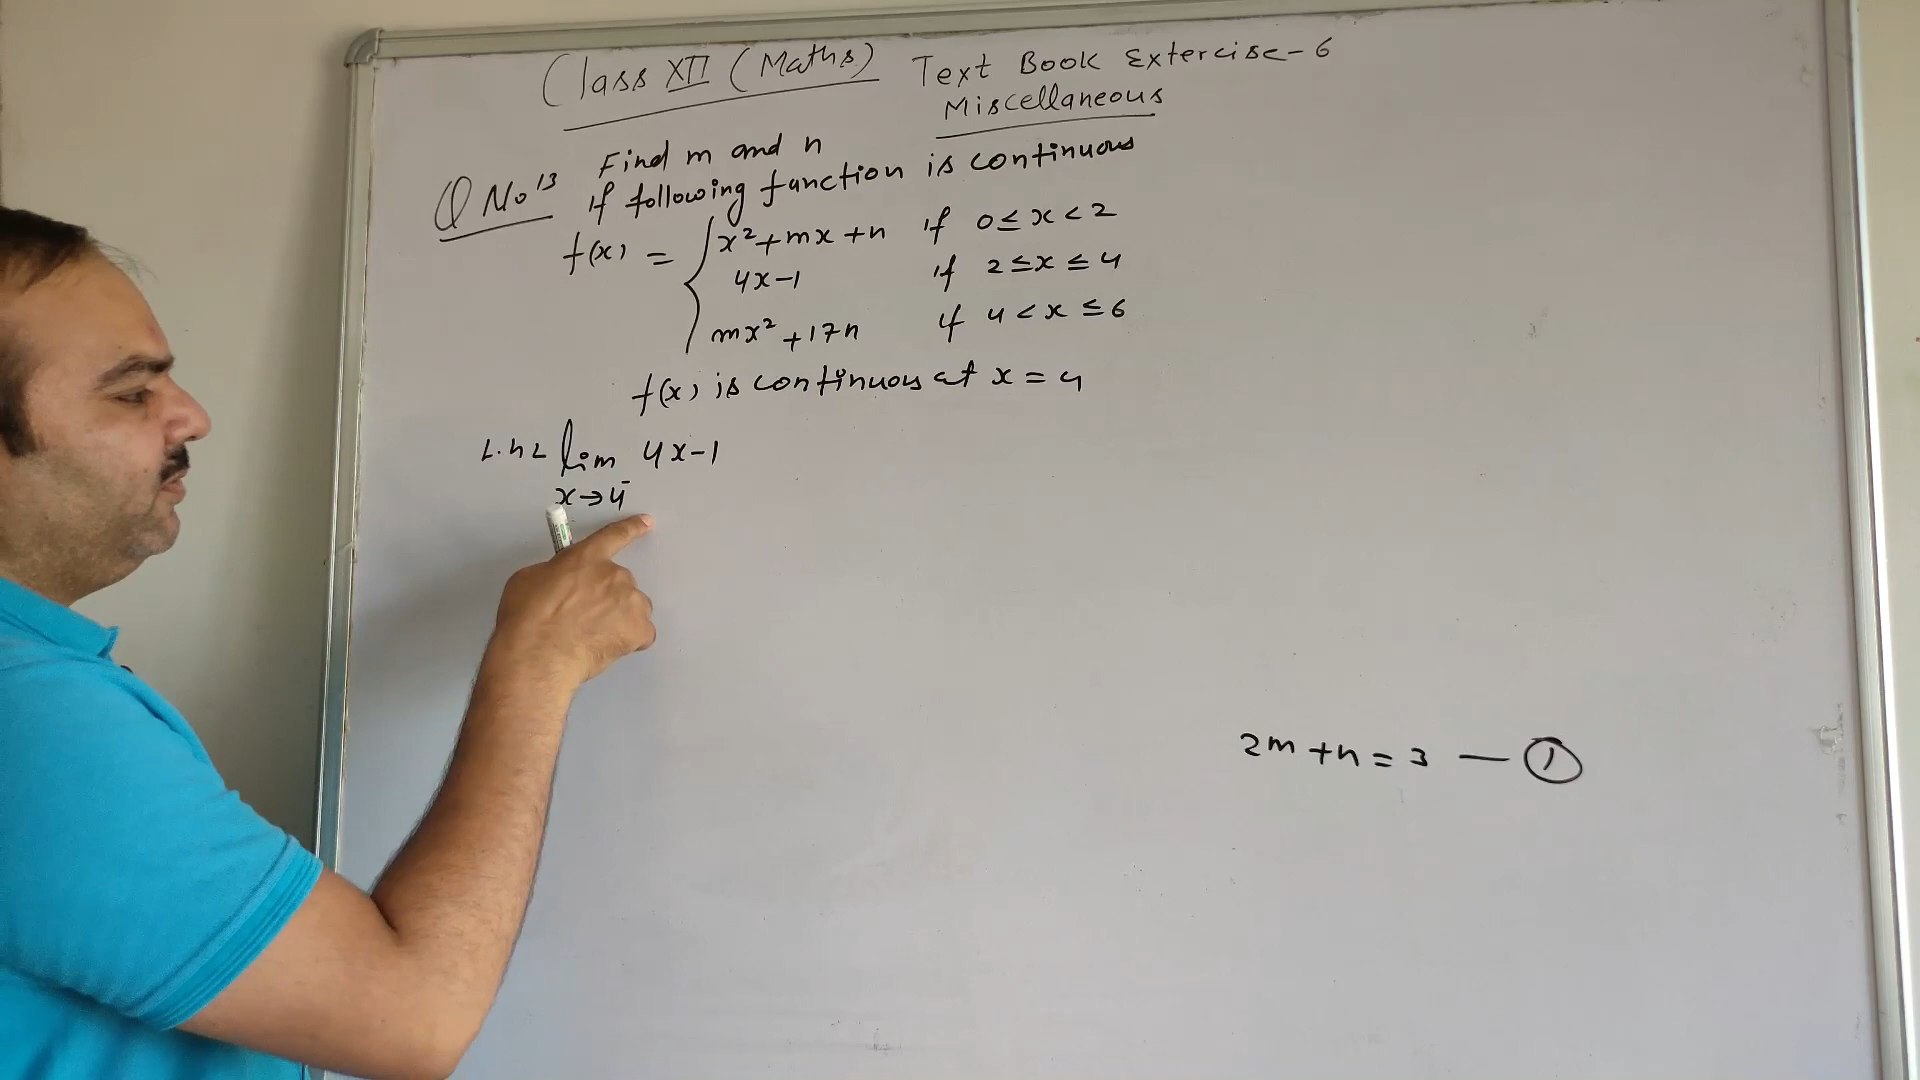 Class XII (Maths) Text Book Extercise-6
Miscellaneous
Q No 13 Find m and n
if following function is continuous
f(x) = { x²+mx+n if 0≤x<2
4x-1 if 2≤x≤4
mx²+17n if 4<x≤6
f(x) is continuous at x = 4
L.h L lim 4x-1
x→4⁻
2m+n=3 — ①